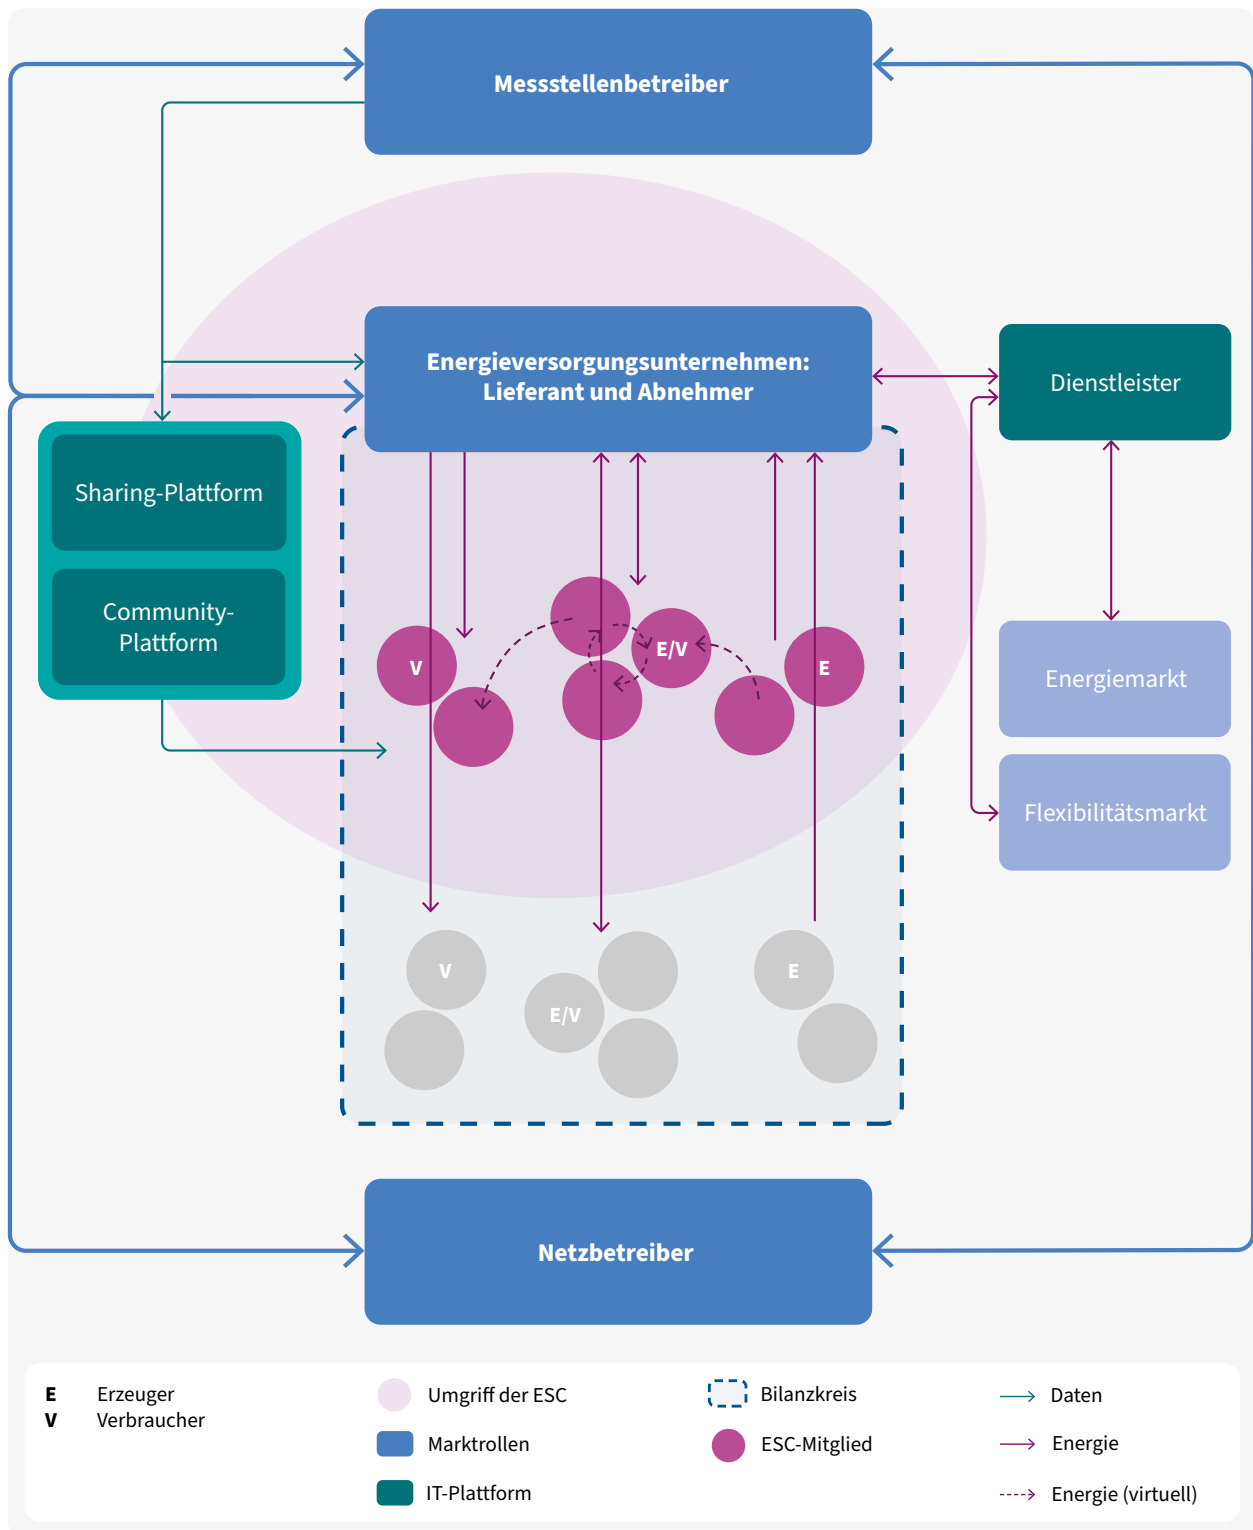 Messstellenbetreiber
Energieversorgungsunternehmen:
Lieferant und Abnehmer
Dienstleister
Sharing-Plattform
Community-
Plattform
V
E/V
E
Energiemarkt
Flexibilitätsmarkt
V
E/V
E
Netzbetreiber
E Erzeuger
V Verbraucher
Umgriff der ESC
Marktrollen
IT-Plattform
Bilanzkreis
ESC-Mitglied
Daten
Energie
Energie (virtuell)